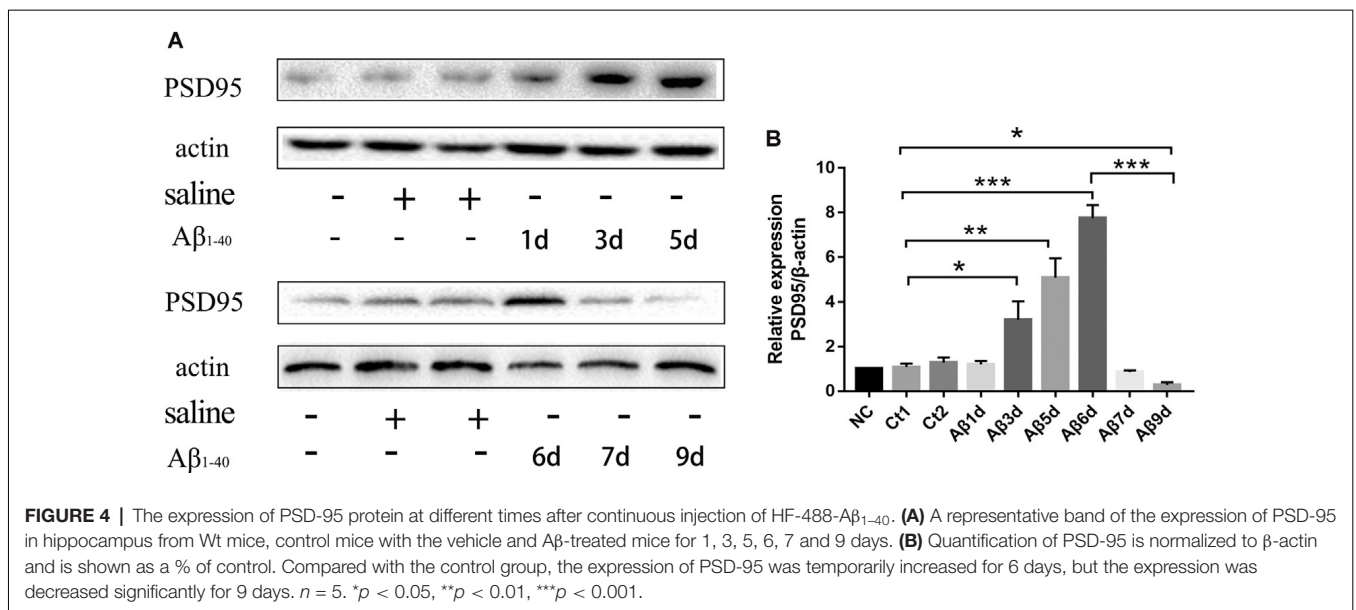 A
PSD95
actin
saline - + + - - -
Aβ1-40 - - - 1d 3d 5d
PSD95
actin
saline - + + - - -
Aβ1-40 - - - 6d 7d 9d
B
*
***
***
**
*
Relative expression
PSD95/β-actin
10
8
6
4
2
0
NC Ct1 Ct2 Aβ1d Aβ3d Aβ5d Aβ6d Aβ7d Aβ9d
FIGURE 4 | The expression of PSD-95 protein at different times after continuous injection of HF-488-Aβ1–40. (A) A representative band of the expression of PSD-95
in hippocampus from Wt mice, control mice with the vehicle and Aβ-treated mice for 1, 3, 5, 6, 7 and 9 days. (B) Quantification of PSD-95 is normalized to β-actin
and is shown as a % of control. Compared with the control group, the expression of PSD-95 was temporarily increased for 6 days, but the expression was
decreased significantly for 9 days. n = 5. *p < 0.05, **p < 0.01, ***p < 0.001.